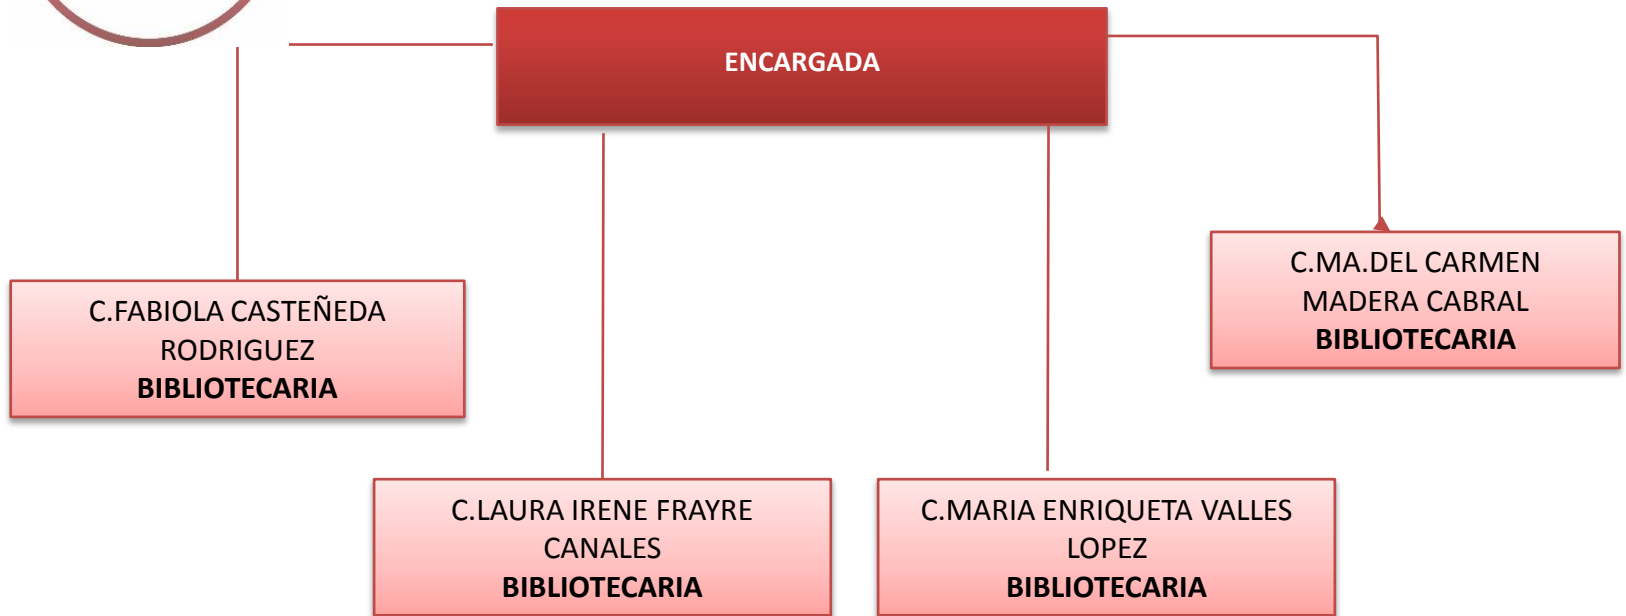 ENCARGADA
C.FABIOLA CASTEÑEDA
RODRIGUEZ
BIBLIOTECARIA
C.LAURA IRENE FRAYRE
CANALES
BIBLIOTECARIA
C.MARIA ENRIQUETA VALLES
LOPEZ
BIBLIOTECARIA
C.MA.DEL CARMEN
MADERA CABRAL
BIBLIOTECARIA